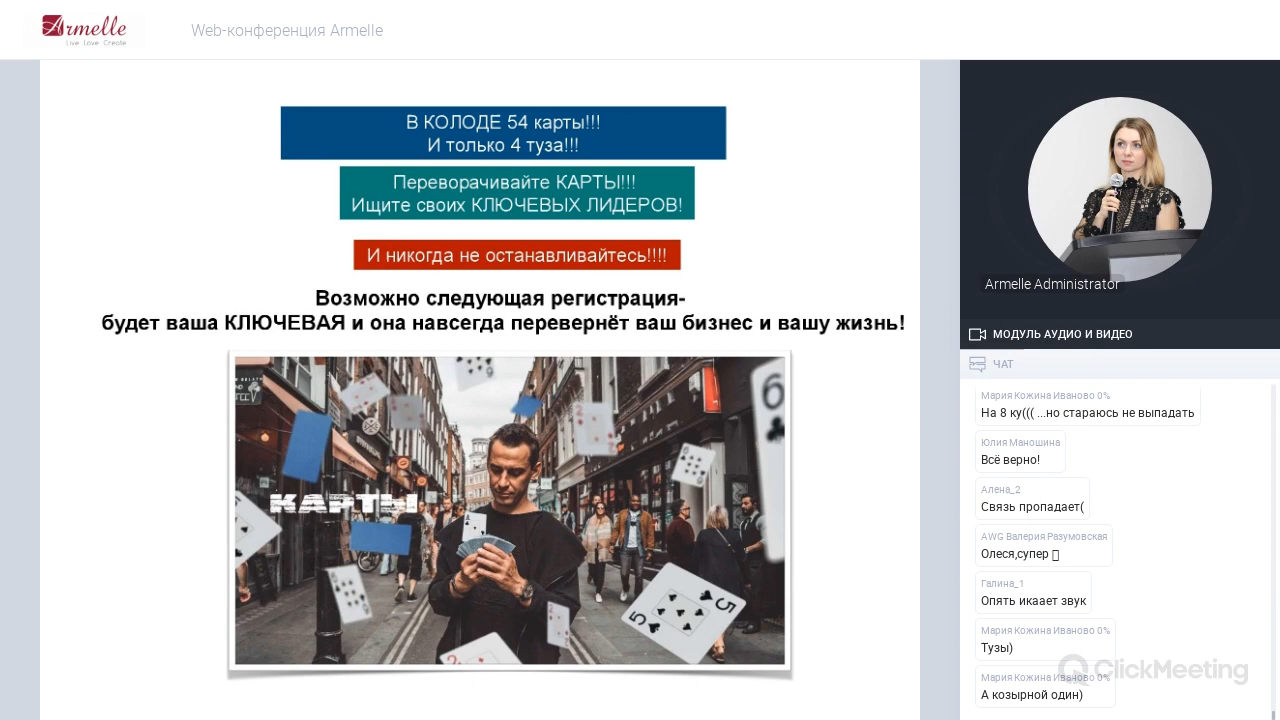 Armelle
Live Love Create
Web-конференция Armelle
В КОЛОДЕ 54 карты!!!
И только 4 туза!!!
Переворачивайте КАРТЫ!!!
Ищите своих КЛЮЧЕВЫХ ЛИДЕРОВ!
И никогда не останавливайтесь!!!!
Возможно следующая регистрация-
будет ваша КЛЮЧЕВАЯ и она навсегда перевернёт ваш бизнес и вашу жизнь!
КАРТЫ
6
5
5
2
Armelle Administrator
МОДУЛЬ АУДИО И ВИДЕО
ЧАТ
Мария Кожина Иваново 0%
На 8 ку((( ...но стараюсь не выпадать
Юлия Маношина
Всё верно!
Алена_2
Связь пропадает(
AWG Валерия Разумовская
Олеся,супер
Галина_1
Опять икаает звук
Мария Кожина Иваново 0%
Тузы)
Мария Кожина Иваново 0%
А козырной один)
ClickMeeting